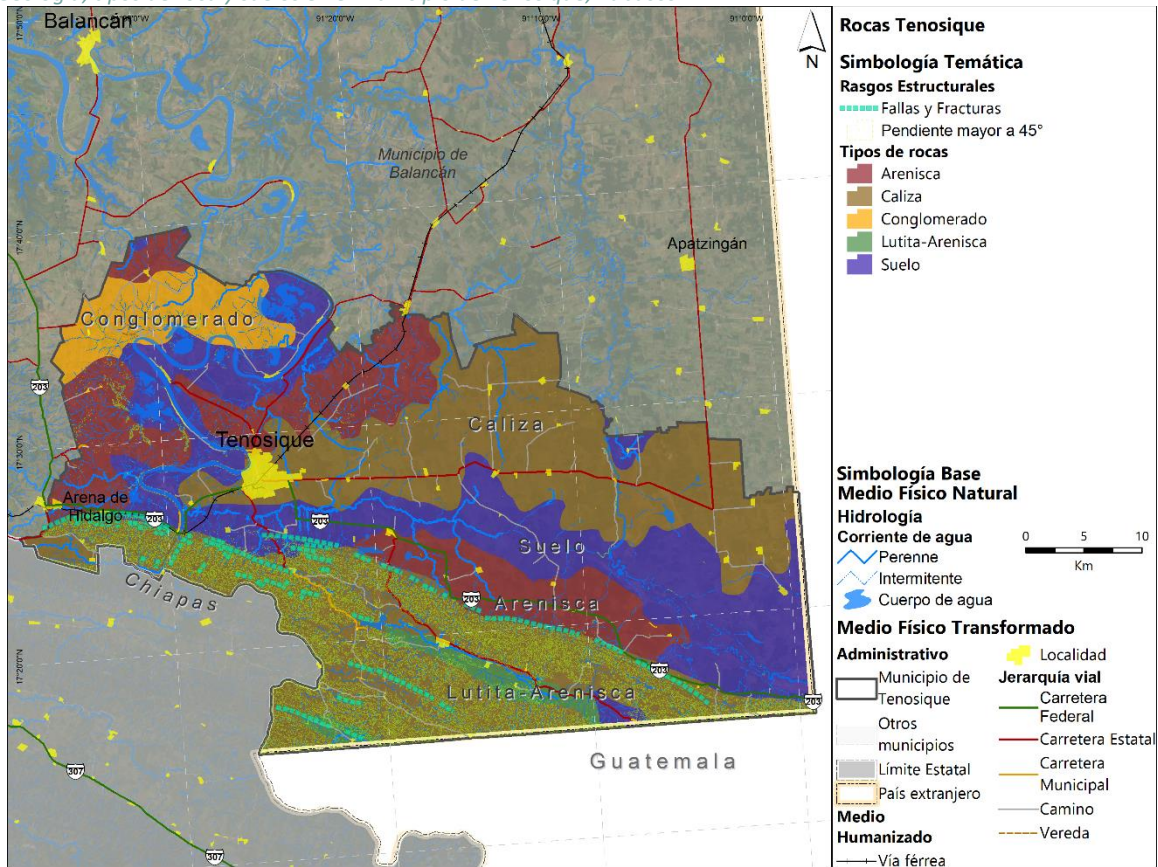 Balancán
17°50'0"N
91°20'0"W
91°10'0"W
91°0'0"W
N
Municipio de
Balancán
17°40'0"N
Apatzingán
Conglomerado
203
Caliza
Tenosique
17°30'0"N
Arena de
Hidalgo
203
203
Suelo
Chiapas
Arenisca
203
17°20'0"N
203
Lutita-Arenisca
203
Guatemala
307
307
Rocas Tenosique
Simbología Temática
Rasgos Estructurales
Fallas y Fracturas
Pendiente mayor a 45°
Tipos de rocas
Arenisca
Caliza
Conglomerado
Lutita-Arenisca
Suelo
Simbología Base
Medio Físico Natural
Hidrología
Corriente de agua
Perenne
Intermitente
Cuerpo de agua
0 5 10
Km
Medio Físico Transformado
Administrativo
Municipio de
Tenosique
Otros
municipios
Límite Estatal
País extranjero
Medio
Humanizado
Vía férrea
Localidad
Jerarquía vial
Carretera
Federal
Carretera Estatal
Carretera
Municipal
Camino
Vereda